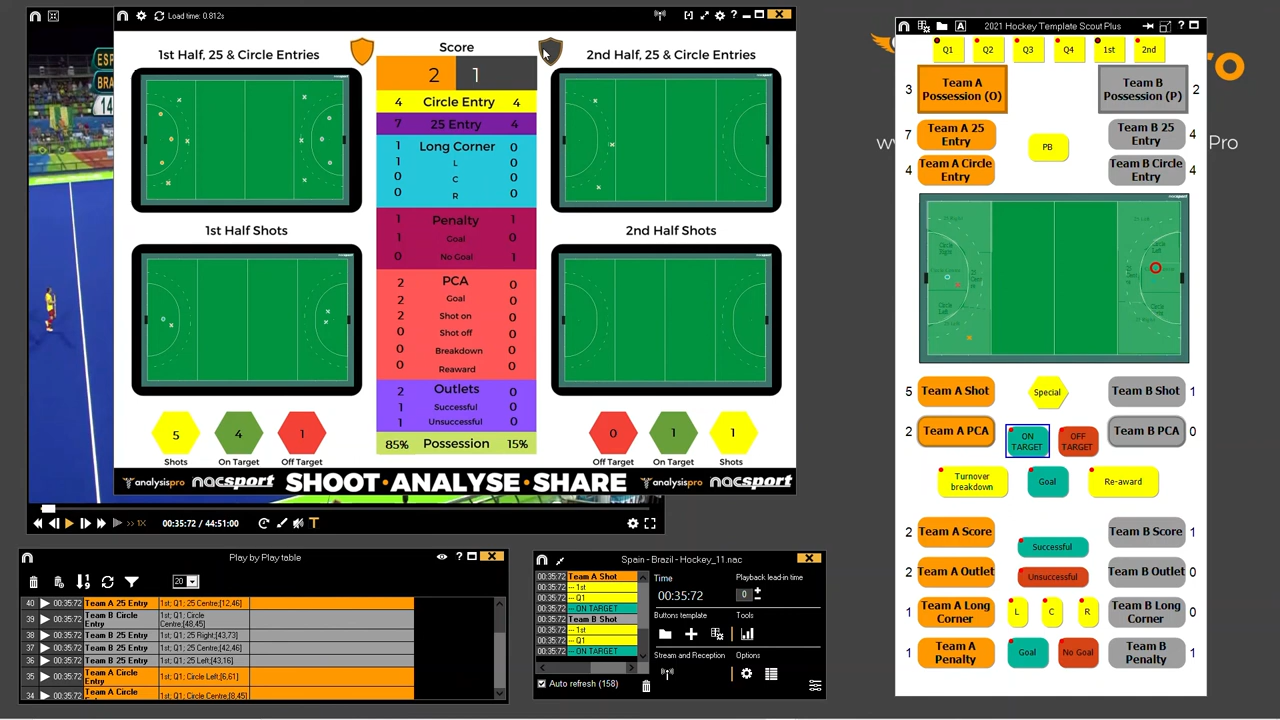 ESP
BRA
14
Load time: 0.812s
1st Half, 25 & Circle Entries
Score
2nd Half, 25 & Circle Entries
2 1
4 Circle Entry 4
7 25 Entry 4
1 Long Corner 0
1 L 0
0 C 0
0 R 0
1 Penalty 1
1 Goal 0
0 No Goal 1
2 PCA 0
2 Goal 0
2 Shot on 0
0 Shot off 0
0 Breakdown 0
0 Reaward 0
2 Outlets 0
1 Successful 0
1 Unsuccessful 0
85% Possession 15%
1st Half Shots
2nd Half Shots
5 4 1
Shots On Target Off Target
0 1 1
Off Target On Target Shots
analysispro nacsport SHOOT·ANALYSE·SHARE nacsport analysispro
1X 00:35:72 / 44:51:00
Play by Play table
20
40 00:35:72 Team A 25 Entry 1st; Q1; 25 Centre;[12,46]
39 00:35:72 Team B Circle Entry 1st; Q1; Circle Centre;[48,45]
38 00:35:72 Team B 25 Entry 1st; Q1; 25 Right;[43,73]
37 00:35:72 Team B 25 Entry 1st; Q1; 25 Centre;[42,46]
36 00:35:72 Team B 25 Entry 1st; Q1; 25 Left;[43,16]
35 00:35:72 Team A Circle Entry 1st; Q1; Circle Left;[6,61]
34 00:35:72 Team A Circle 1st; Q1; Circle Centre;[8,45]
Spain - Brazil - Hockey_11.nac
00:35:72 Team A Shot
00:35:72 --- 1st
00:35:72 --- Q1
00:35:72 --- ON TARGET
00:35:72 Team B Shot
00:35:72 --- 1st
00:35:72 --- Q1
00:35:72 --- ON TARGET
Auto refresh (158)
Time
00:35:72
Playback lead-in time
0
Buttons template
Tools
Stream and Reception
Options
2021 Hockey Template Scout Plus
Q1 Q2 Q3 Q4 1st 2nd
3 Team A Possession (O)
Team B Possession (P) 2
7 Team A 25 Entry
PB
Team B 25 Entry 4
4 Team A Circle Entry
Team B Circle Entry 4
5 Team A Shot Special Team B Shot 1
2 Team A PCA ON TARGET OFF TARGET Team B PCA 0
Turnover breakdown Goal Re-award
2 Team A Score Team B Score 1
Successful
2 Team A Outlet Team B Outlet 0
Unsuccessful
1 Team A Long Corner L C R Team B Long Corner 0
1 Team A Penalty Goal No Goal Team B Penalty 1
ro
Pro